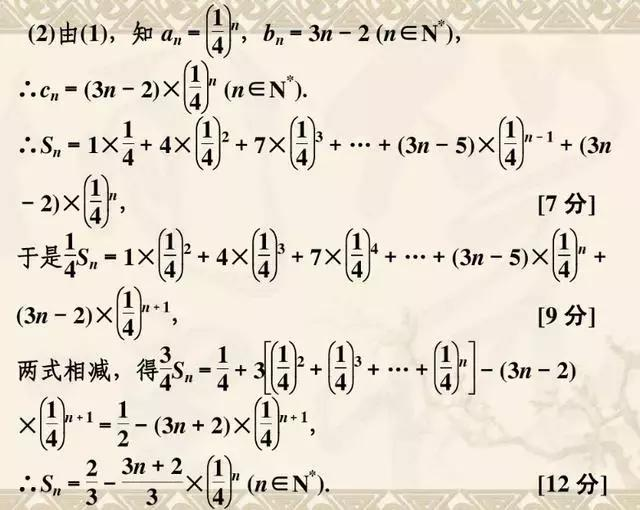 (2)由(1)，知 aₙ = (1/4)ⁿ，bₙ = 3n − 2 (n∈N*)，
∴cₙ = (3n − 2)×(1/4)ⁿ (n∈N*).
∴Sₙ = 1×1/4 + 4×(1/4)² + 7×(1/4)³ + ⋯ + (3n − 5)×(1/4)ⁿ⁻¹ + (3n
− 2)×(1/4)ⁿ， [7 分]
于是1/4Sₙ = 1×(1/4)² + 4×(1/4)³ + 7×(1/4)⁴ + ⋯ + (3n − 5)×(1/4)ⁿ +
(3n − 2)×(1/4)ⁿ⁺¹， [9 分]
两式相减，得3/4Sₙ = 1/4 + 3[(1/4)² + (1/4)³ + ⋯ + (1/4)ⁿ] − (3n − 2)
×(1/4)ⁿ⁺¹ = 1/2 − (3n + 2)×(1/4)ⁿ⁺¹，
∴Sₙ = 2/3 − (3n + 2)/3×(1/4)ⁿ (n∈N*). [12 分]